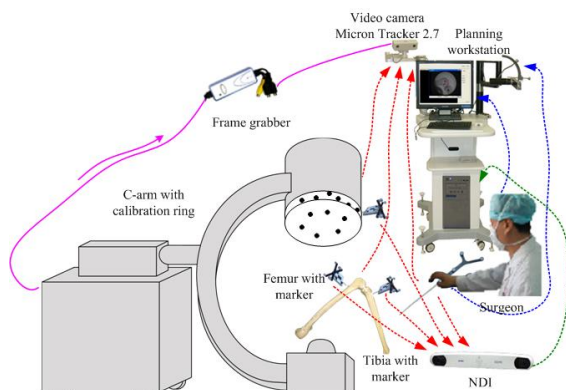 Video camera
Micron Tracker 2.7
Planning
workstation
Frame grabber
C-arm with
calibration ring
Femur with
marker
Surgeon
Tibia with
marker
NDI